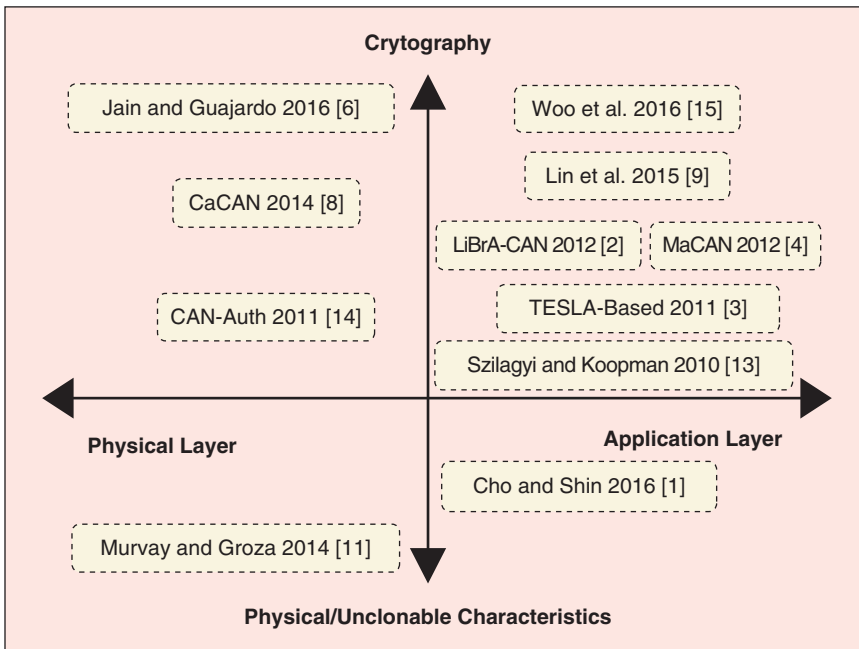 Crytography
Jain and Guajardo 2016 [6]
Woo et al. 2016 [15]
Lin et al. 2015 [9]
CaCAN 2014 [8]
LiBrA-CAN 2012 [2]
MaCAN 2012 [4]
CAN-Auth 2011 [14]
TESLA-Based 2011 [3]
Szilagyi and Koopman 2010 [13]
Physical Layer
Application Layer
Cho and Shin 2016 [1]
Murvay and Groza 2014 [11]
Physical/Unclonable Characteristics